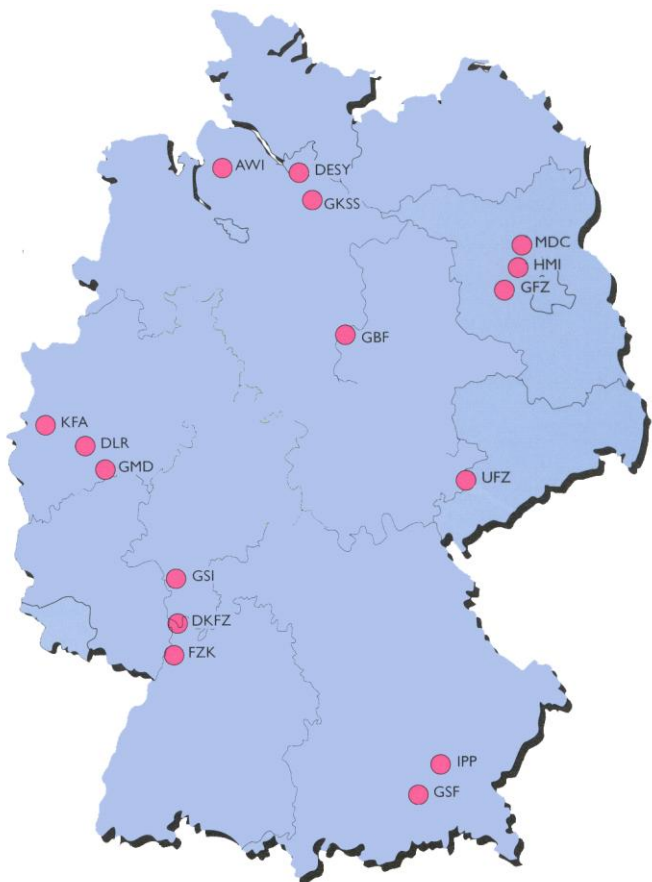 AWI
DESY
GKSS
MDC
HMI
GFZ
GBF
KFA
DLR
GMD
UFZ
GSI
DKFZ
FZK
IPP
GSF